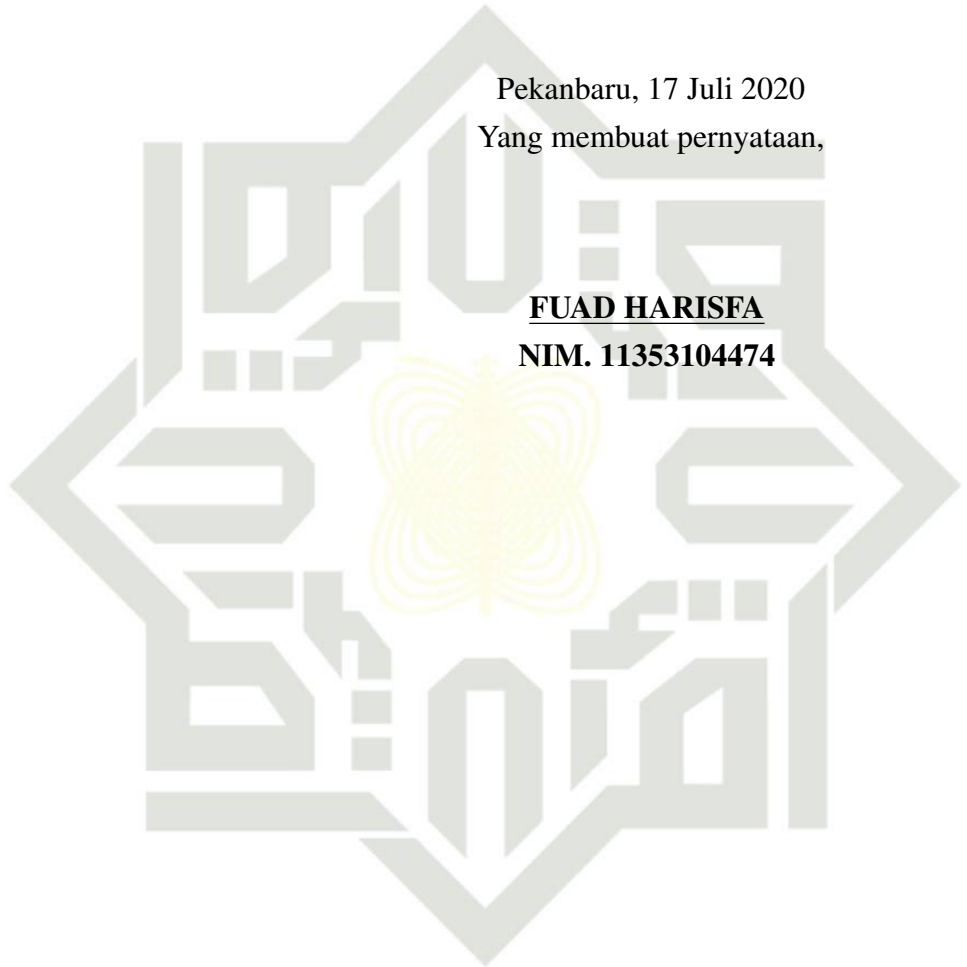 Pekanbaru, 17 Juli 2020
Yang membuat pernyataan,
FUAD HARISFA
NIM. 11353104474